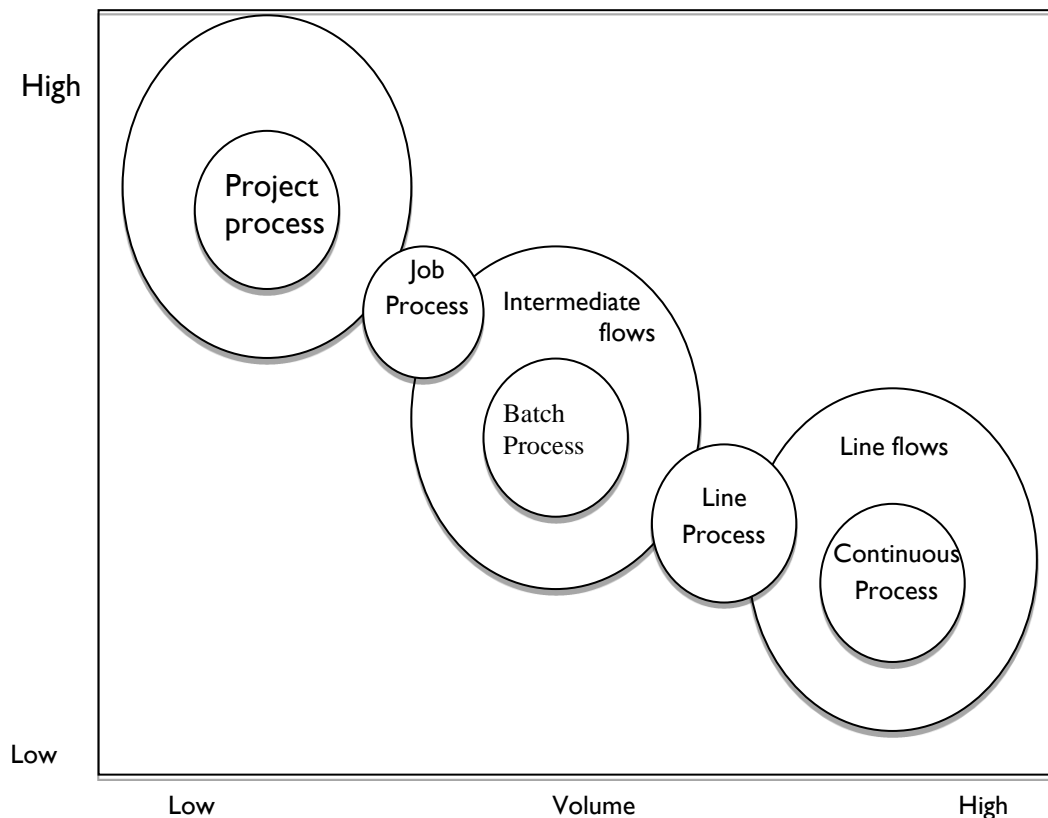 High
Project
process
Job
Process
Intermediate
flows
Batch
Process
Line flows
Line
Process
Continuous
Process
Low
Low
Volume
High